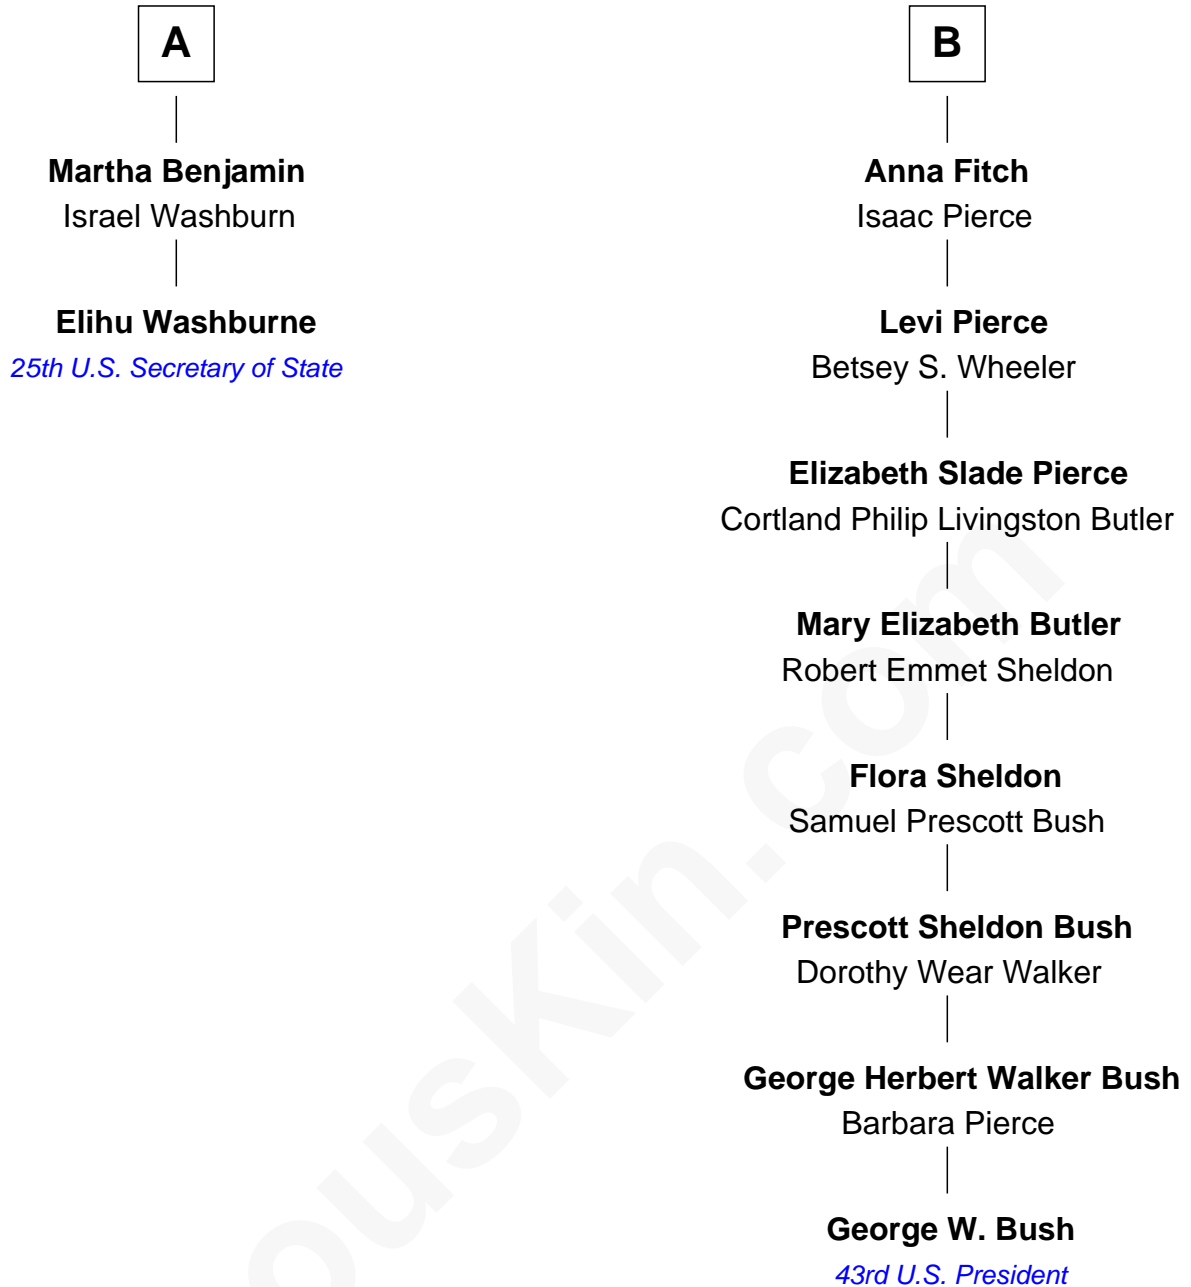 A
Martha Benjamin
Israel Washburn
Elihu Washburne
25th U.S. Secretary of State
B
Anna Fitch
Isaac Pierce
Levi Pierce
Betsey S. Wheeler
Elizabeth Slade Pierce
Cortland Philip Livingston Butler
Mary Elizabeth Butler
Robert Emmet Sheldon
Flora Sheldon
Samuel Prescott Bush
Prescott Sheldon Bush
Dorothy Wear Walker
George Herbert Walker Bush
Barbara Pierce
George W. Bush
43rd U.S. President
ousKin.com